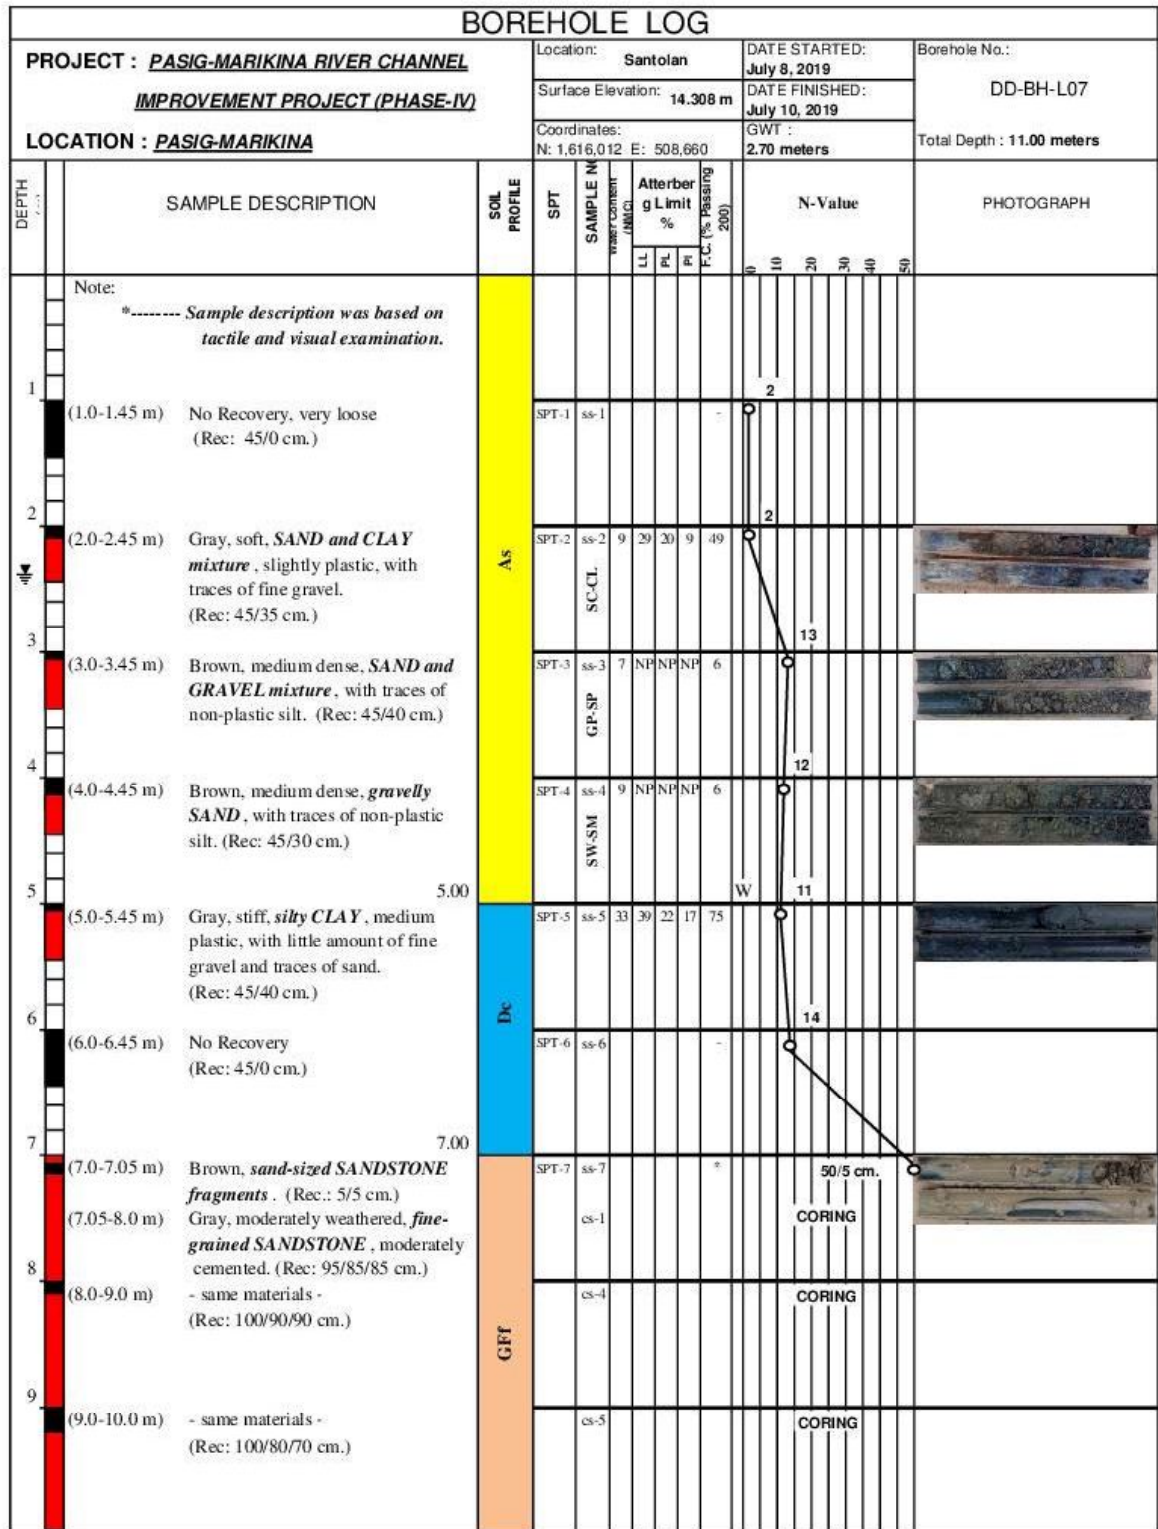 BOREHOLE LOG
PROJECT : PASIG-MARIKINA RIVER CHANNEL
IMPROVEMENT PROJECT (PHASE-IV)
LOCATION : PASIG-MARIKINA
Location: Santolan
Surface Elevation: 14.308 m
Coordinates:
N: 1,616,012 E: 508,660
DATE STARTED:
July 8, 2019
DATE FINISHED:
July 10, 2019
GWT :
2.70 meters
Borehole No.:
DD-BH-L07
Total Depth : 11.00 meters
DEPTH
SAMPLE DESCRIPTION
SOIL PROFILE
SPT
SAMPLE NO
Water Content (NMC)
Atterber
g Limit
%
LL PL PI
F.C. (% Passing 200)
N-Value
0 10 20 30 40 50
PHOTOGRAPH
Note:
*-------- Sample description was based on
tactile and visual examination.
As
1
2
(1.0-1.45 m) No Recovery, very loose
(Rec: 45/0 cm.)
SPT-1 ss-1 -
2
2
(2.0-2.45 m) Gray, soft, SAND and CLAY
mixture , slightly plastic, with
traces of fine gravel.
(Rec: 45/35 cm.)
SPT-2 ss-2 9 29 20 9 49
SC-CL
3
13
(3.0-3.45 m) Brown, medium dense, SAND and
GRAVEL mixture , with traces of
non-plastic silt. (Rec: 45/40 cm.)
SPT-3 ss-3 7 NP NP NP 6
GP-SP
4
12
(4.0-4.45 m) Brown, medium dense, gravelly
SAND , with traces of non-plastic
silt. (Rec: 45/30 cm.)
SPT-4 ss-4 9 NP NP NP 6
SW-SM
5 5.00
W 11
(5.0-5.45 m) Gray, stiff, silty CLAY , medium
plastic, with little amount of fine
gravel and traces of sand.
(Rec: 45/40 cm.)
Dc
SPT-5 ss-5 33 39 22 17 75
6
14
(6.0-6.45 m) No Recovery
(Rec: 45/0 cm.)
SPT-6 ss-6 -
7 7.00
(7.0-7.05 m) Brown, sand-sized SANDSTONE
fragments . (Rec.: 5/5 cm.)
SPT-7 ss-7 * 50/5 cm.
(7.05-8.0 m) Gray, moderately weathered, fine-
grained SANDSTONE , moderately
cemented. (Rec: 95/85/85 cm.)
cs-1 CORING
GFf
8
(8.0-9.0 m) - same materials -
(Rec: 100/90/90 cm.)
cs-4 CORING
9
(9.0-10.0 m) - same materials -
(Rec: 100/80/70 cm.)
cs-5 CORING